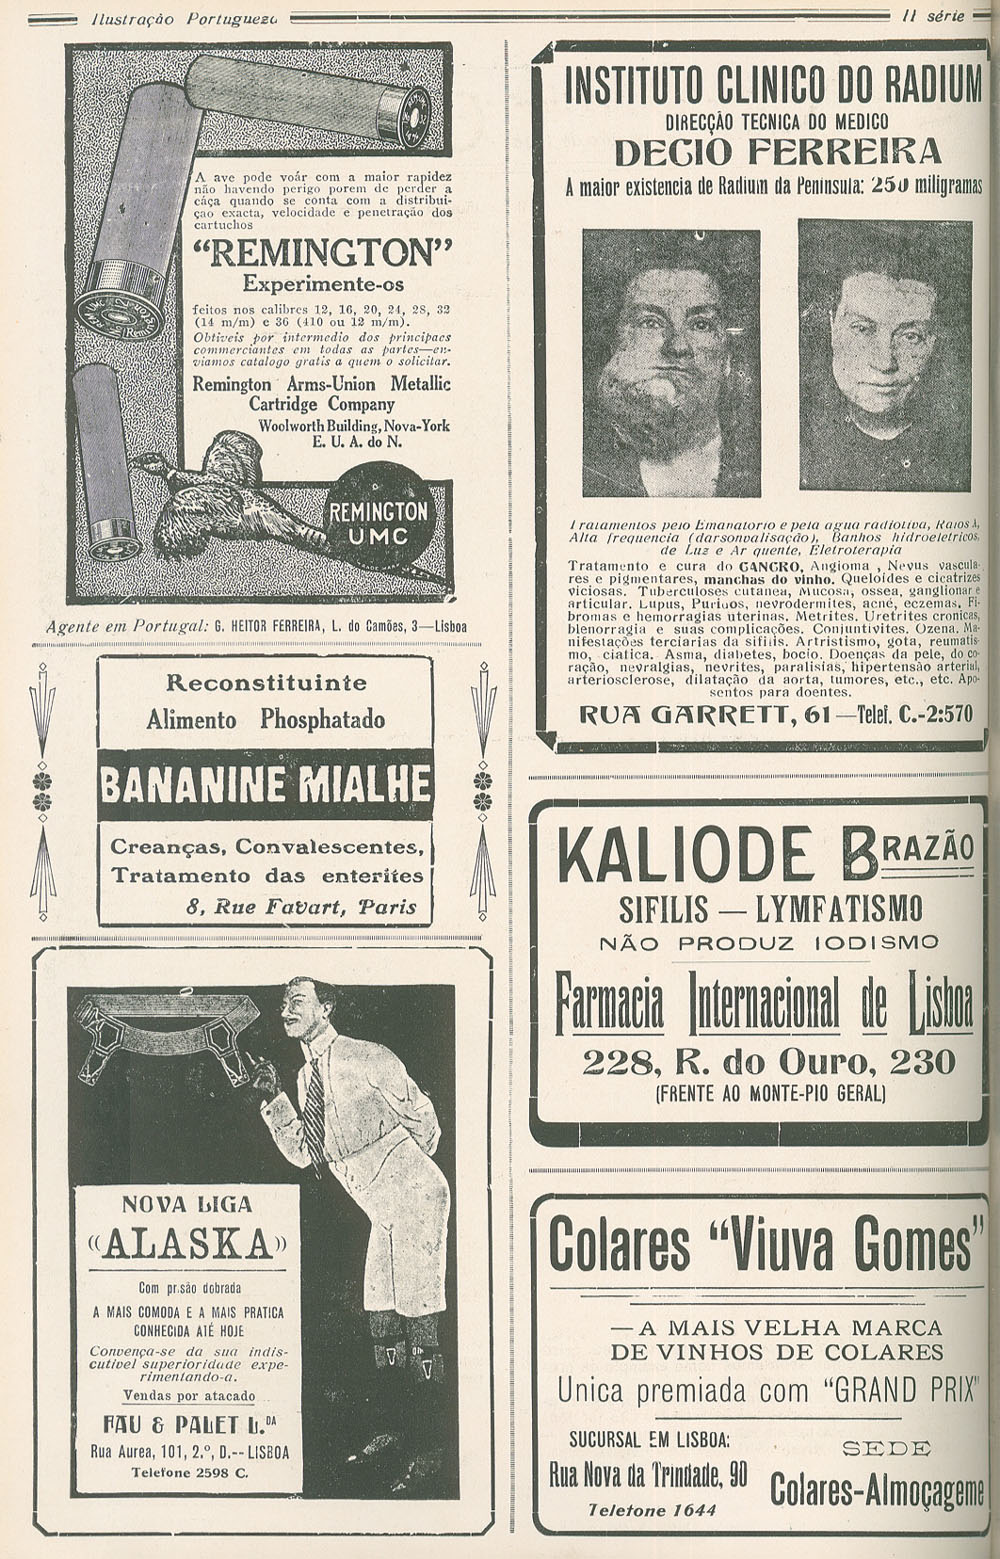 Ilustração Portugueza
II série
A ave pode voár com a maior rapidez
não havendo perigo porem de perder a
cáça quando se conta com a distribui-
çao exacta, velocidade e penetração dos
cartuchos
“REMINGTON”
Experimente-os
feitos nos calibres 12, 16, 20, 24, 28, 32
(14 m/m) e 36 (410 ou 12 m/m).
Obtiveis por intermedio dos principaes
commerciantes em todas as partes—en-
viamos catalogo gratis a quem o solicitar.
Remington Arms-Union Metallic
Cartridge Company
Woolworth Building, Nova-York
E. U. A. do N.
REMINGTON
UMC
Agente em Portugal: G. HEITOR FERREIRA, L. do Camões, 3—Lisboa
Reconstituinte
Alimento Phosphatado
BANANINE MIALHE
Creanças, Convalescentes,
Tratamento das enterites
8, Rue Favart, Paris
NOVA LIGA
«ALASKA»
Com pr.são dobrada
A MAIS COMODA E A MAIS PRATICA
CONHECIDA ATÉ HOJE
Convença-se da sua indis-
cutivel superioridade expe-
rimentando-a.
Vendas por atacado
FAU & PALET L.DA
Rua Aurea, 101, 2.º, D.--LISBOA
Telefone 2598 C.
INSTITUTO CLINICO DO RADIUM
DIRECÇÃO TECNICA DO MEDICO
DECIO FERREIRA
A maior existencia de Radium da Peninsula: 250 miligramas
Tratamentos pelo Emanatorio e pela agua radiotiva, Raios X,
Alta frequencia (darsonvalisação), Banhos hidroeletricos,
de Luz e Ar quente, Eletroterapia
Tratamento e cura do CANCRO, Angioma , Nevus vascula-
res e pigmentares, manchas do vinho. Queloides e cicatrizes
viciosas. Tuberculoses cutanea, Mucosa, ossea, ganglionar e
articular. Lupus, Puridos, nevrodermites, acné, eczemas, Fi-
bromas e hemorragias uterinas. Metrites. Uretrites cronicas,
blenorragia e suas complicações. Conjuntivites. Ozena. Ma-
nifestações terciarias da sifilis. Artristismo, gota, reumatis-
mo, ciatica. Asma, diabetes, bocio. Doenças da pele, do co-
ração, nevralgias, nevrites, paralisias, hipertensão arterial,
arteriosclerose, dilatação da aorta, tumores, etc., etc. Apo-
sentos para doentes.
RUA GARRETT, 61—Telef. C.-2:570
KALIODE BRAZÃO
SIFILIS — LYMFATISMO
NÃO PRODUZ IODISMO
Farmacia Internacional de Lisboa
228, R. do Ouro, 230
(FRENTE AO MONTE-PIO GERAL)
Colares “Viuva Gomes”
—A MAIS VELHA MARCA
DE VINHOS DE COLARES
Unica premiada com “GRAND PRIX”
SUCURSAL EM LISBOA:
Rua Nova da Trindade, 90
Telefone 1644
SEDE
Colares-Almoçageme